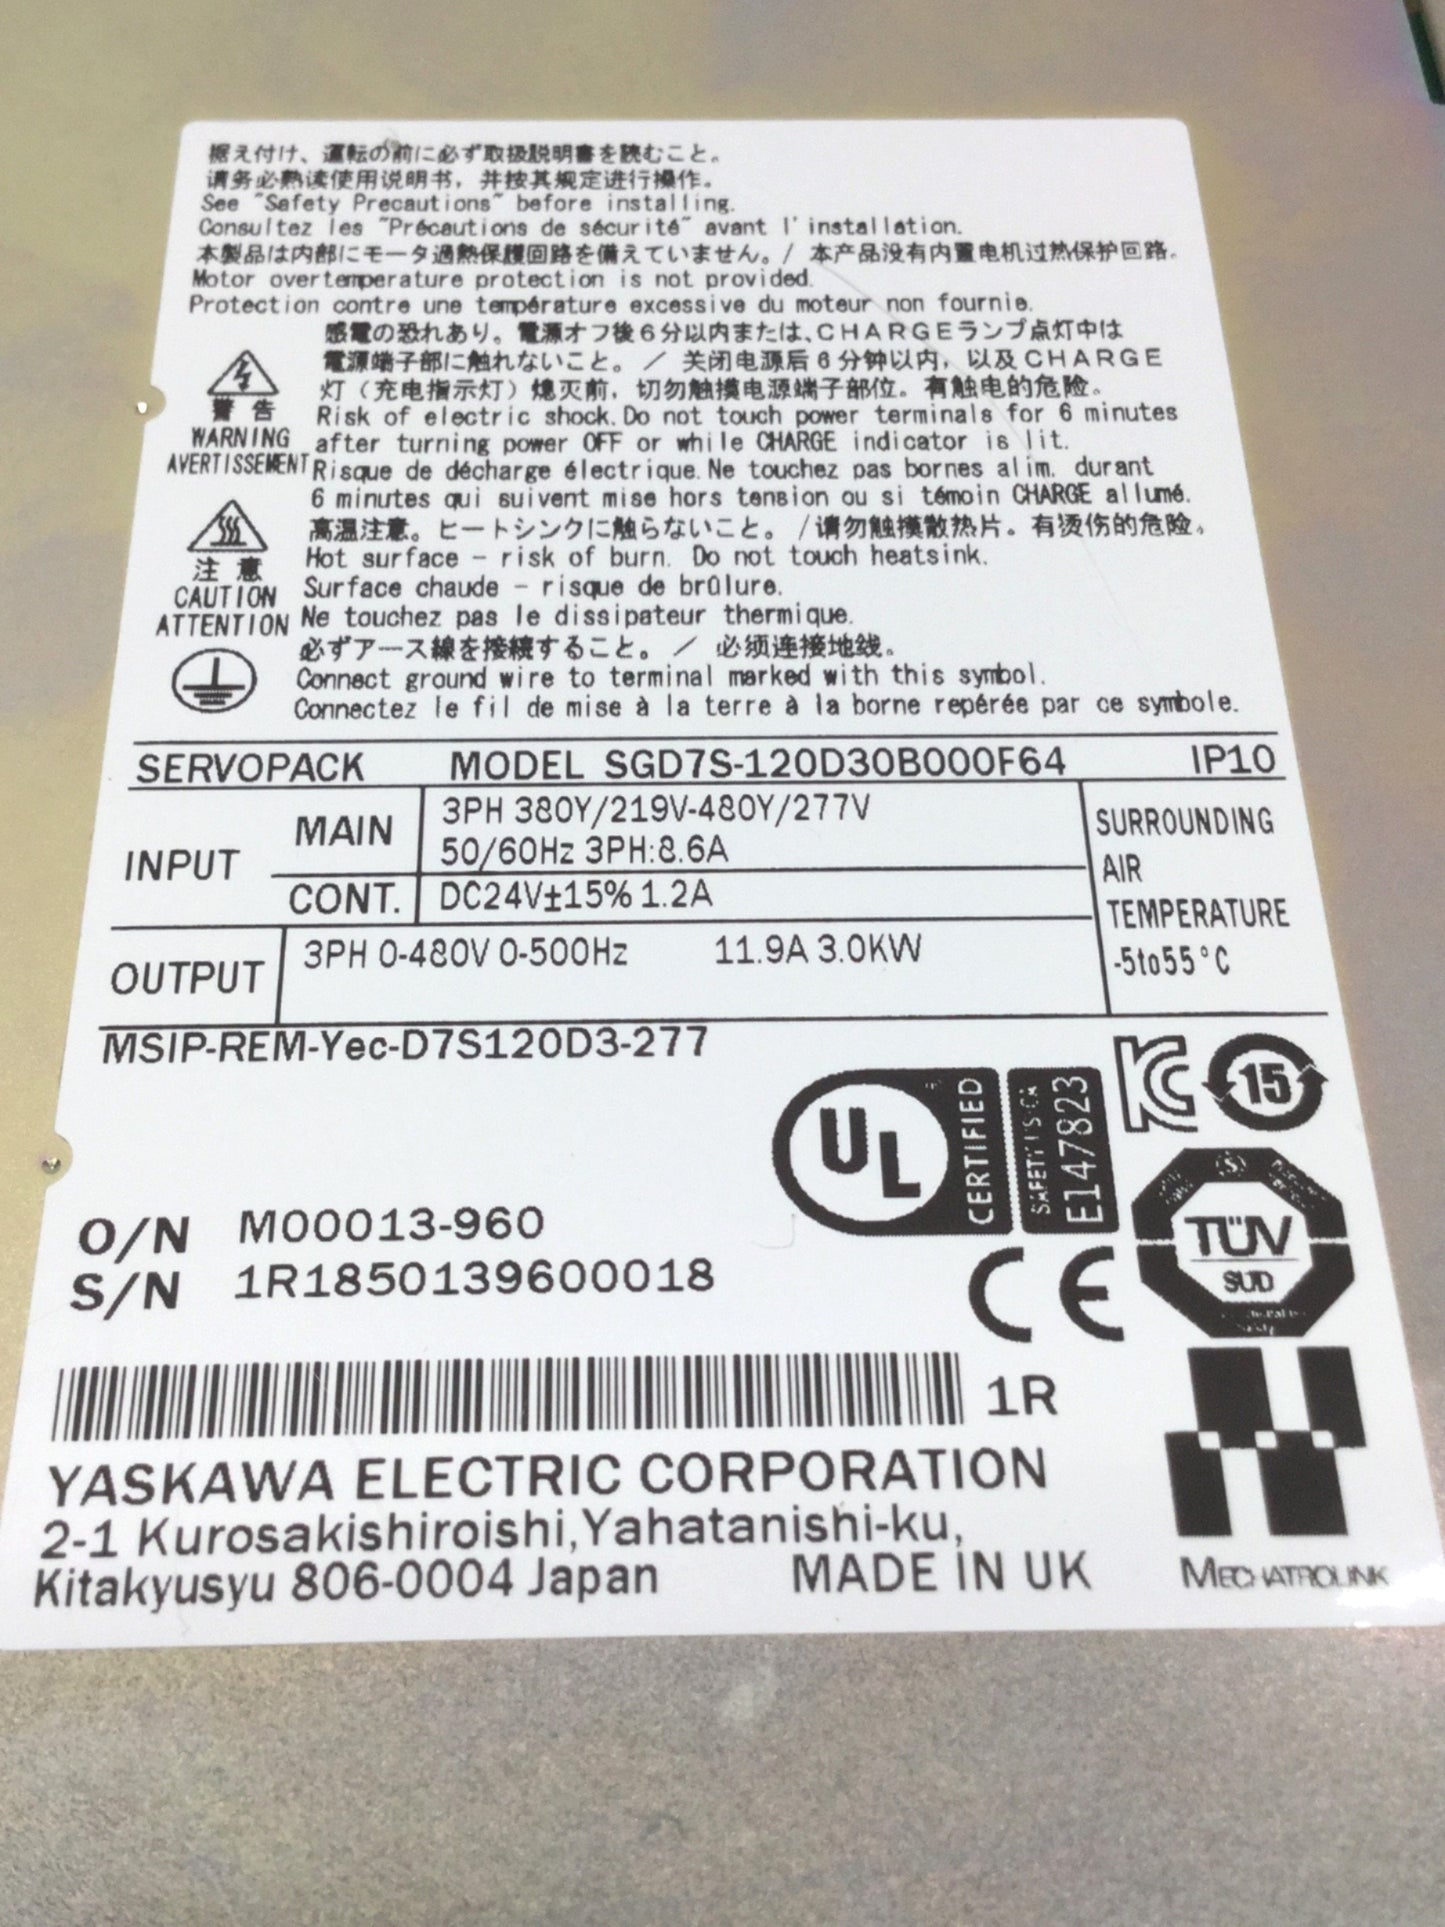 据え付け、運転の前に必ず取扱説明書を読むこと。
请务必熟读使用说明书，并按其规定进行操作。
See "Safety Precautions" before installing.
Consultez les "Précautions de sécurité" avant l'installation.
本製品は内部にモータ過熱保護回路を備えていません。/ 本产品没有内置电机过热保护回路。
Motor overtemperature protection is not provided.
Protection contre une température excessive du moteur non fournie.
警告
WARNING
AVERTISSEMENT
感電の恐れあり。電源オフ後6分以内または、CHARGEランプ点灯中は
電源端子部に触れないこと。/ 关闭电源后6分钟以内，以及CHARGE
灯（充电指示灯）熄灭前，切勿触摸电源端子部位。有触电的危险。
Risk of electric shock. Do not touch power terminals for 6 minutes
after turning power OFF or while CHARGE indicator is lit.
Risque de décharge électrique. Ne touchez pas bornes alim. durant
6 minutes qui suivent mise hors tension ou si témoin CHARGE allumé.
注意
CAUTION
ATTENTION
高温注意。ヒートシンクに触らないこと。/请勿触摸散热片。有烫伤的危险。
Hot surface - risk of burn. Do not touch heatsink.
Surface chaude - risque de brûlure.
Ne touchez pas le dissipateur thermique.
必ずアース線を接続すること。/ 必须连接地线。
Connect ground wire to terminal marked with this symbol.
Connectez le fil de mise à la terre à la borne repérée par ce symbole.
SERVOPACK MODEL SGD7S-120D30B000F64 IP10
INPUT MAIN 3PH 380Y/219V-480Y/277V
50/60Hz 3PH:8.6A
CONT. DC24V±15% 1.2A
OUTPUT 3PH 0-480V 0-500Hz 11.9A 3.0KW
SURROUNDING
AIR
TEMPERATURE
-5to55°C
MSIP-REM-Yec-D7S120D3-277
UL CERTIFIED
SAFETY US-CA
E147823
15
TÜV
SUD
CE
O/N M00013-960
S/N 1R1850139600018
1R
YASKAWA ELECTRIC CORPORATION
2-1 Kurosakishiroishi,Yahatanishi-ku,
Kitakyusyu 806-0004 Japan MADE IN UK
MECHATROLINK